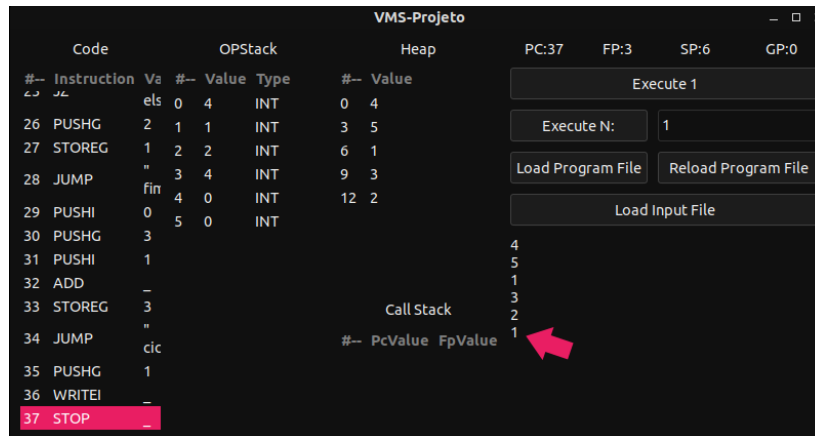 VMS-Projeto
Code OPStack Heap PC:37 FP:3 SP:6 GP:0
#-- Instruction Va #-- Value Type #-- Value Execute 1
els 0 4 INT 0 4
26 PUSHG 2 1 1 INT 3 5 Execute N: 1
27 STOREG 1 2 2 INT 6 1
28 JUMP " fim 3 4 INT 9 3 Load Program File Reload Program File
4 0 INT 12 2
29 PUSHI 0 5 0 INT Load Input File
30 PUSHG 3
31 PUSHI 1 4
32 ADD _ 5
1
33 STOREG 3 Call Stack 3
2
34 JUMP " cic #-- PcValue FpValue 1
35 PUSHG 1
36 WRITEI _
37 STOP _